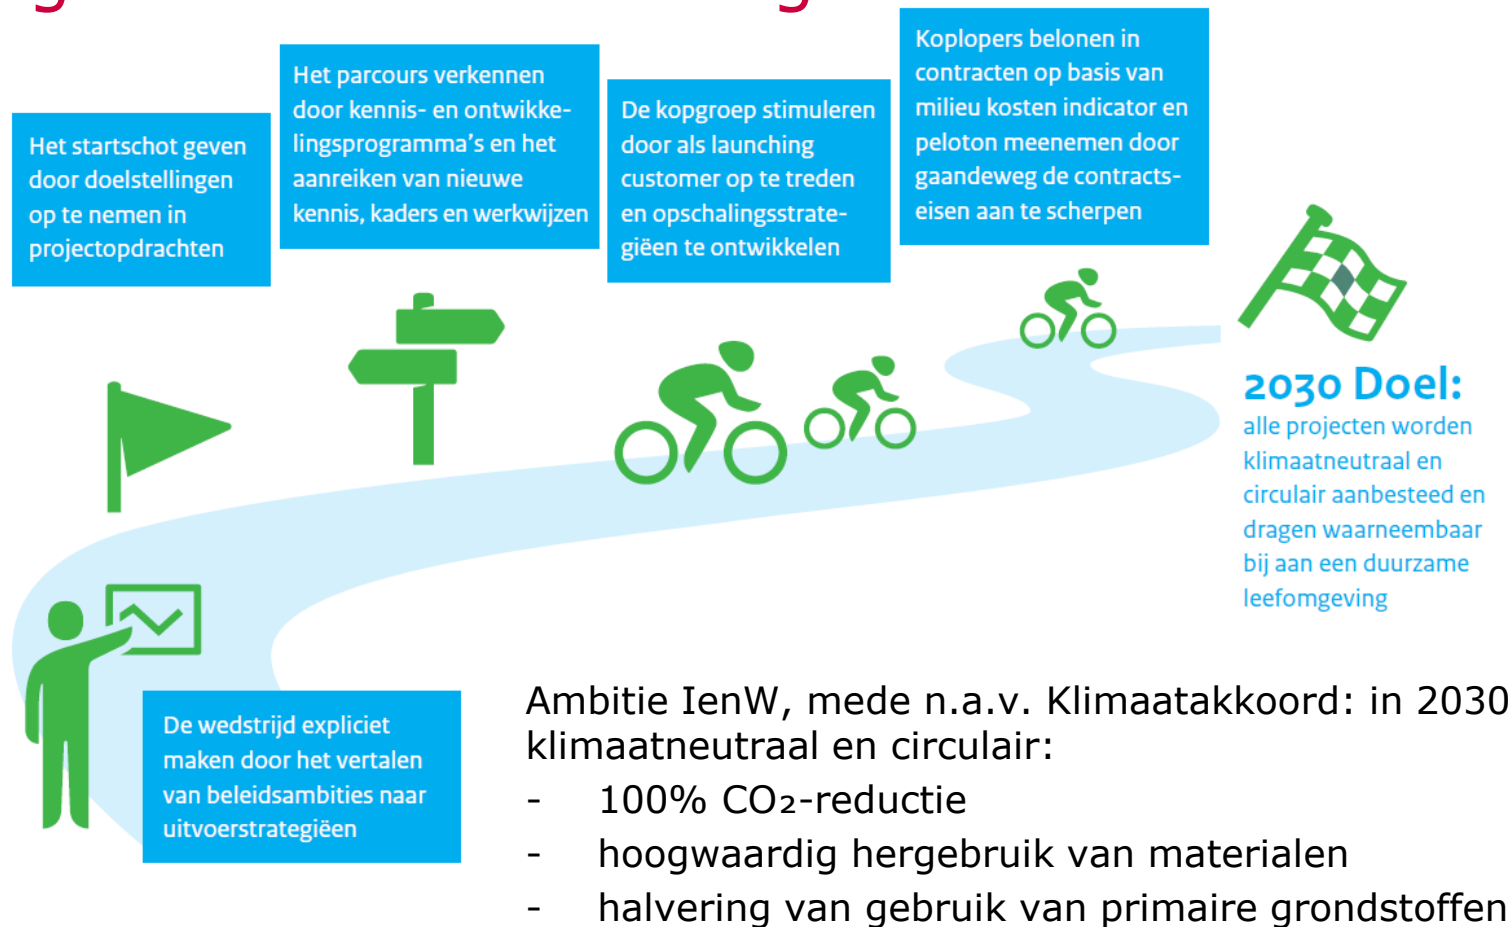 Het startschot geven
door doelstellingen
op te nemen in
projectopdrachten
Het parcours verkennen
door kennis- en ontwikke-
lingsprogramma's en het
aanreiken van nieuwe
kennis, kaders en werkwijzen
De kopgroep stimuleren
door als launching
customer op te treden
en opschalingsstrate-
giëen te ontwikkelen
Koplopers belonen in
contracten op basis van
milieu kosten indicator en
peloton meenemen door
gaandeweg de contracts-
eisen aan te scherpen
2030 Doel:
alle projecten worden
klimaatneutraal en
circulair aanbesteed en
dragen waarneembaar
bij aan een duurzame
leefomgeving
De wedstrijd expliciet
maken door het vertalen
van beleidsambities naar
uitvoerstrategiëen
Ambitie IenW, mede n.a.v. Klimaatakkoord: in 2030
klimaatneutraal en circulair:
- 100% CO₂-reductie
- hoogwaardig hergebruik van materialen
- halvering van gebruik van primaire grondstoffen